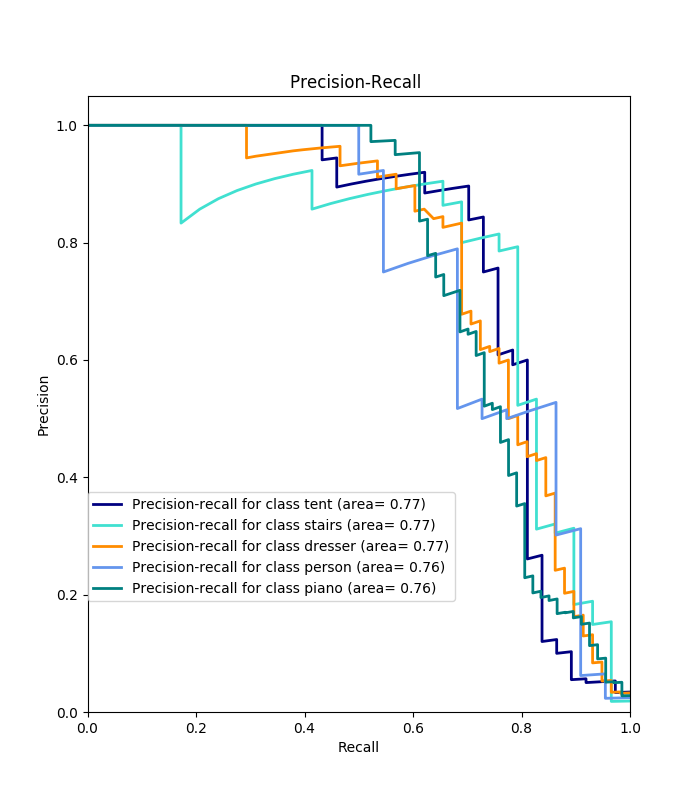 Precision-Recall
1.0
0.8
0.6
0.4
0.2
0.0
Precision
Precision-recall for class tent (area= 0.77)
Precision-recall for class stairs (area= 0.77)
Precision-recall for class dresser (area= 0.77)
Precision-recall for class person (area= 0.76)
Precision-recall for class piano (area= 0.76)
0.0 0.2 0.4 0.6 0.8 1.0
Recall